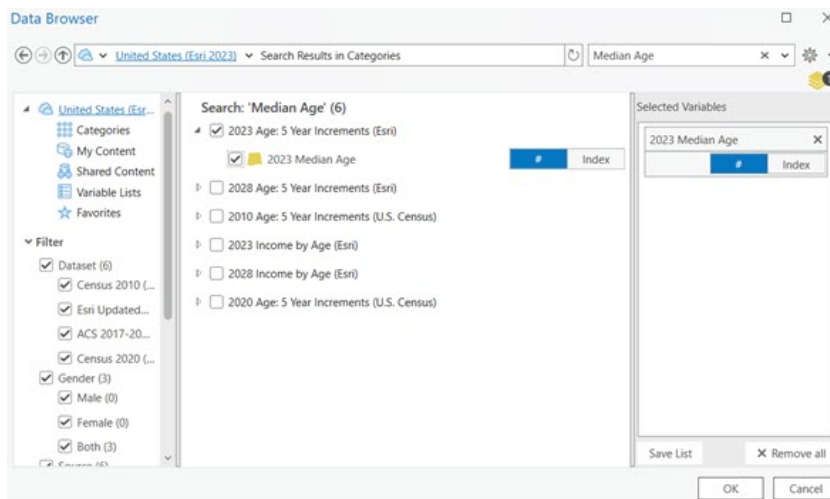 Data Browser
United States (Esri 2023) Search Results in Categories
Median Age
United States (Esr...
Categories
My Content
Shared Content
Variable Lists
Favorites
Filter
Dataset (6)
Census 2010 (...
Esri Updated...
ACS 2017-20...
Census 2020 (...
Gender (3)
Male (0)
Female (0)
Both (3)
Source (6)
Search: 'Median Age' (6)
2023 Age: 5 Year Increments (Esri)
2023 Median Age # Index
2028 Age: 5 Year Increments (Esri)
2010 Age: 5 Year Increments (U.S. Census)
2023 Income by Age (Esri)
2028 Income by Age (Esri)
2020 Age: 5 Year Increments (U.S. Census)
Selected Variables
2023 Median Age
# Index
Save List Remove all
OK Cancel